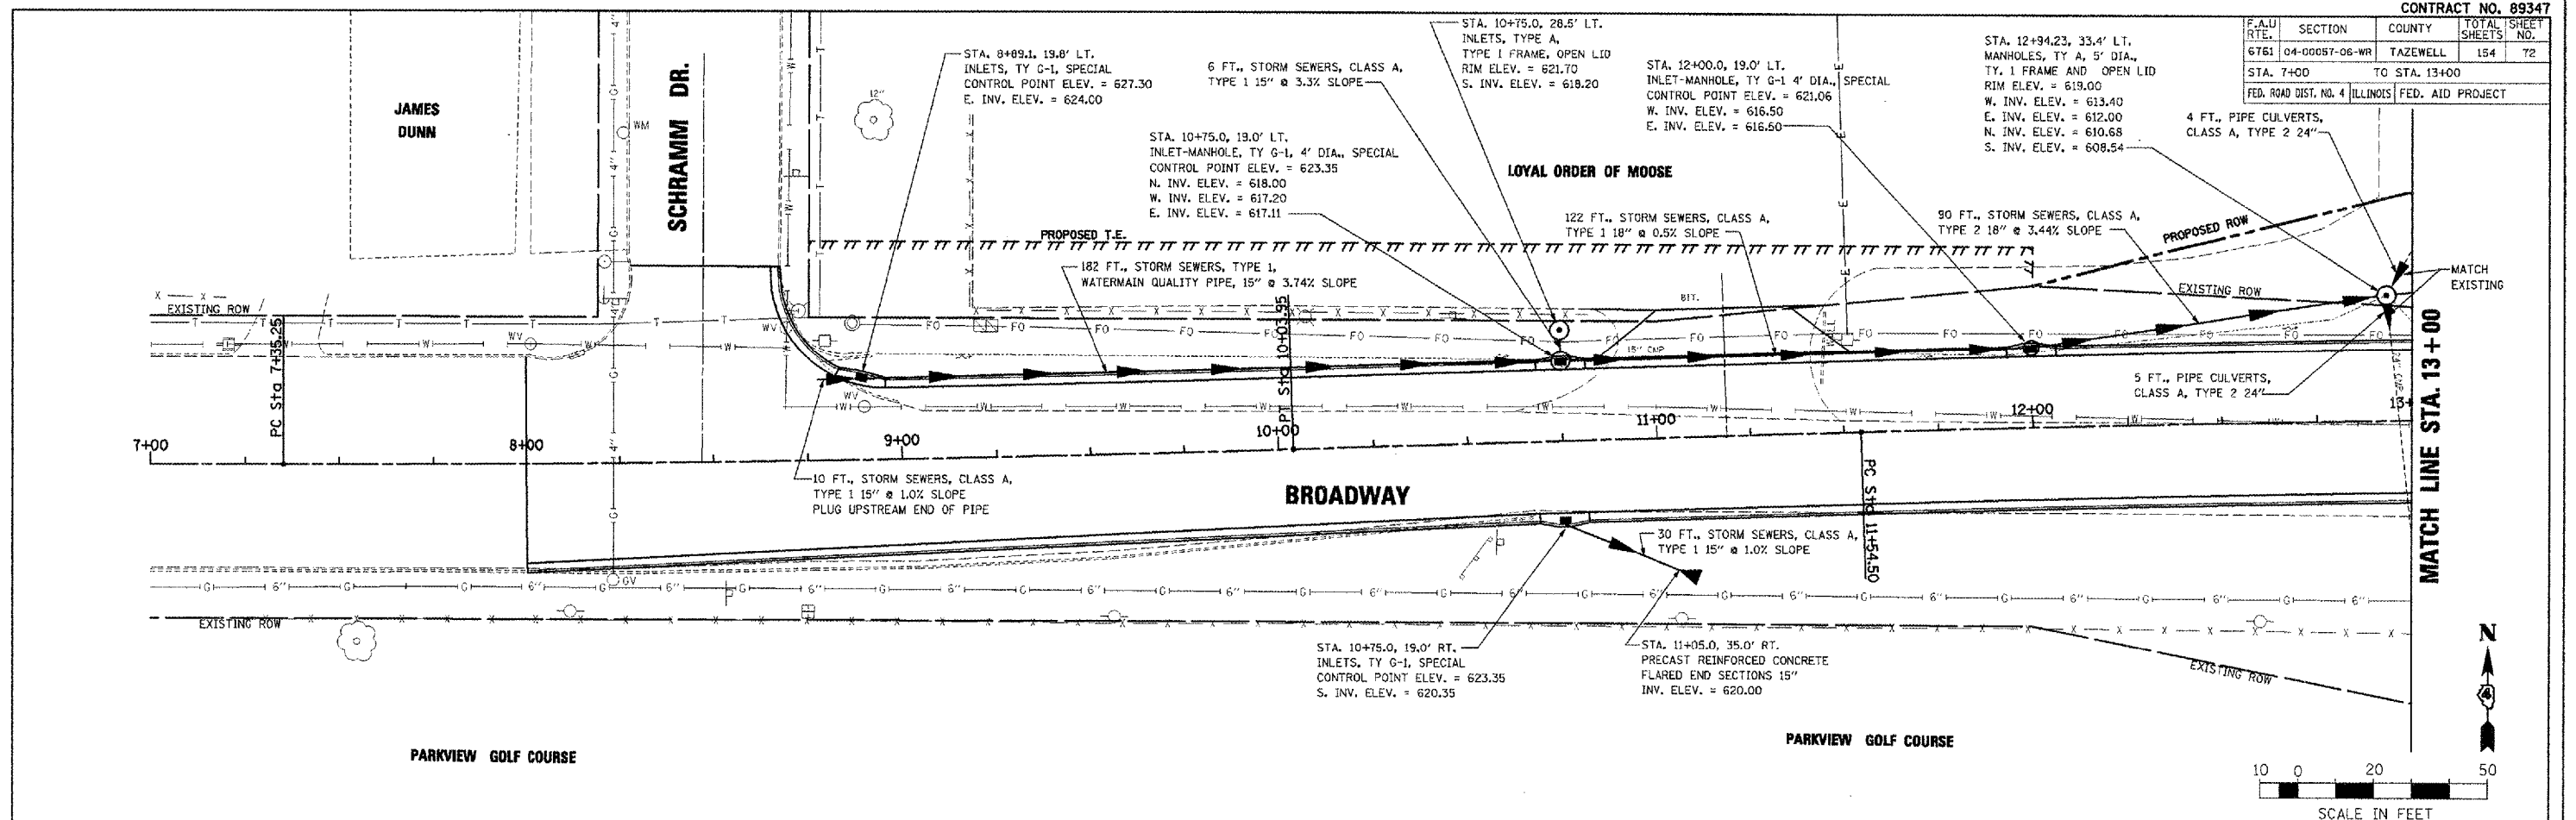 CONTRACT NO. 89347
F.A.U RTE. SECTION COUNTY TOTAL SHEETS SHEET NO.
6761 04-00057-06-WR TAZEWELL 154 72
STA. 7+00 TO STA. 13+00
FED. ROAD DIST. NO. 4 ILLINOIS FED. AID PROJECT
JAMES
DUNN
SCHRAMM DR.
WM
12"
STA. 8+89.1, 19.8' LT.
INLETS, TY G-1, SPECIAL
CONTROL POINT ELEV. = 627.30
E. INV. ELEV. = 624.00
6 FT., STORM SEWERS, CLASS A,
TYPE 1 15" @ 3.3% SLOPE
STA. 10+75.0, 28.5' LT.
INLETS, TYPE A,
TYPE 1 FRAME, OPEN LID
RIM ELEV. = 621.70
S. INV. ELEV. = 618.20
STA. 10+75.0, 19.0' LT.
INLET-MANHOLE, TY G-1, 4' DIA., SPECIAL
CONTROL POINT ELEV. = 623.35
N. INV. ELEV. = 618.00
W. INV. ELEV. = 617.20
E. INV. ELEV. = 617.11
STA. 12+00.0, 19.0' LT.
INLET-MANHOLE, TY G-1 4' DIA., SPECIAL
CONTROL POINT ELEV. = 621.06
W. INV. ELEV. = 616.50
E. INV. ELEV. = 616.50
STA. 12+94.23, 33.4' LT.
MANHOLES, TY A, 5' DIA.,
TY. 1 FRAME AND OPEN LID
RIM ELEV. = 619.00
W. INV. ELEV. = 613.40
E. INV. ELEV. = 612.00
N. INV. ELEV. = 610.68
S. INV. ELEV. = 608.54
4 FT., PIPE CULVERTS,
CLASS A, TYPE 2 24"
LOYAL ORDER OF MOOSE
122 FT., STORM SEWERS, CLASS A,
TYPE 1 18" @ 0.5% SLOPE
90 FT., STORM SEWERS, CLASS A,
TYPE 2 18" @ 3.44% SLOPE
PROPOSED ROW
PROPOSED T.E.
182 FT., STORM SEWERS, TYPE 1,
WATERMAIN QUALITY PIPE, 15" @ 3.74% SLOPE
MATCH
EXISTING
EXISTING ROW
EXISTING ROW
BIT.
15" CMP
WV
WV
WV
PC Sta 7+35.25
PT Sta 10+03.95
PC Sta 11+54.50
5 FT., PIPE CULVERTS,
CLASS A, TYPE 2 24"
24" CMP
7+00 8+00 9+00 10+00 11+00 12+00 13+
MATCH LINE STA. 13+00
10 FT., STORM SEWERS, CLASS A,
TYPE 1 15" @ 1.0% SLOPE
PLUG UPSTREAM END OF PIPE
BROADWAY
30 FT., STORM SEWERS, CLASS A,
TYPE 1 15" @ 1.0% SLOPE
GV
EXISTING ROW
STA. 10+75.0, 19.0' RT.
INLETS, TY G-1, SPECIAL
CONTROL POINT ELEV. = 623.35
S. INV. ELEV. = 620.35
STA. 11+05.0, 35.0' RT.
PRECAST REINFORCED CONCRETE
FLARED END SECTIONS 15"
INV. ELEV. = 620.00
EXISTING ROW
N
4
PARKVIEW GOLF COURSE
PARKVIEW GOLF COURSE
10 0 20 50
SCALE IN FEET